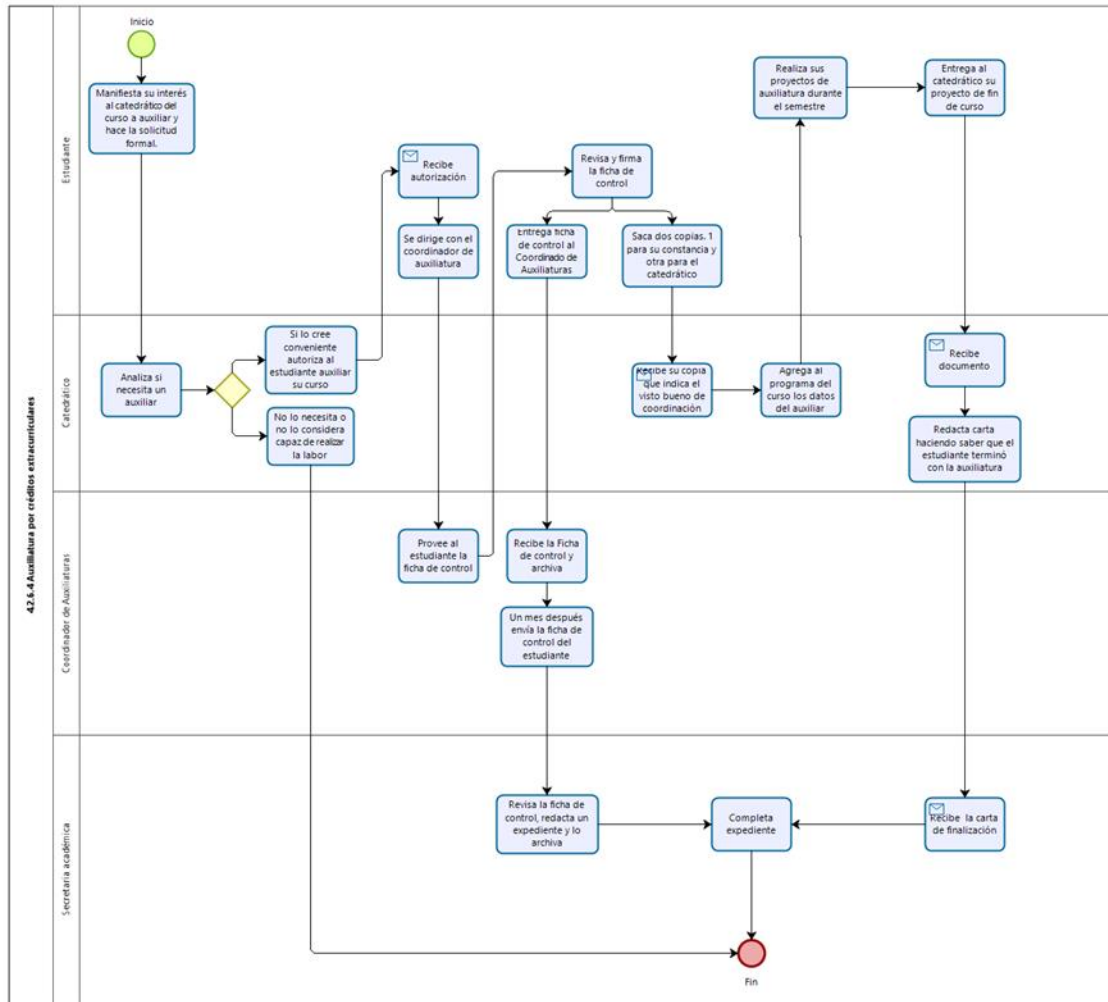 4.2.6.4 Auxiliatura por créditos extracurriculares
Estudiante
Inicio
Manifiesta su interés
al catedrático del
curso a auxiliar y
hace la solicitud
formal.
Recibe
autorización
Se dirige con el
coordinador de
auxiliatura
Revisa y firma
la ficha de
control
Entrega ficha
de control al
Coordinado de
Auxiliaturas
Saca dos copias. 1
para su constancia y
otra para el
catedrático
Realiza sus
proyectos de
auxiliatura durante
el semestre
Entrega al
catedrático su
proyecto de fin
de curso
Catedrático
Analiza si
necesita un
auxiliar
Si lo cree
conveniente
autoriza al
estudiante auxiliar
su curso
No lo necesita o
no lo considera
capaz de realizar
la labor
Recibe su copia
que indica el
visto bueno de
coordinación
Agrega al
programa del
curso los datos
del auxiliar
Recibe
documento
Redacta carta
haciendo saber que el
estudiante terminó
con la auxiliatura
Coordinador de Auxiliaturas
Provee al
estudiante la
ficha de control
Recibe la Ficha
de control y
archiva
Un mes después
envía la ficha de
control del
estudiante
Secretaria académica
Revisa la ficha de
control, redacta un
expediente y lo
archiva
Completa
expediente
Recibe la carta
de finalización
Fin